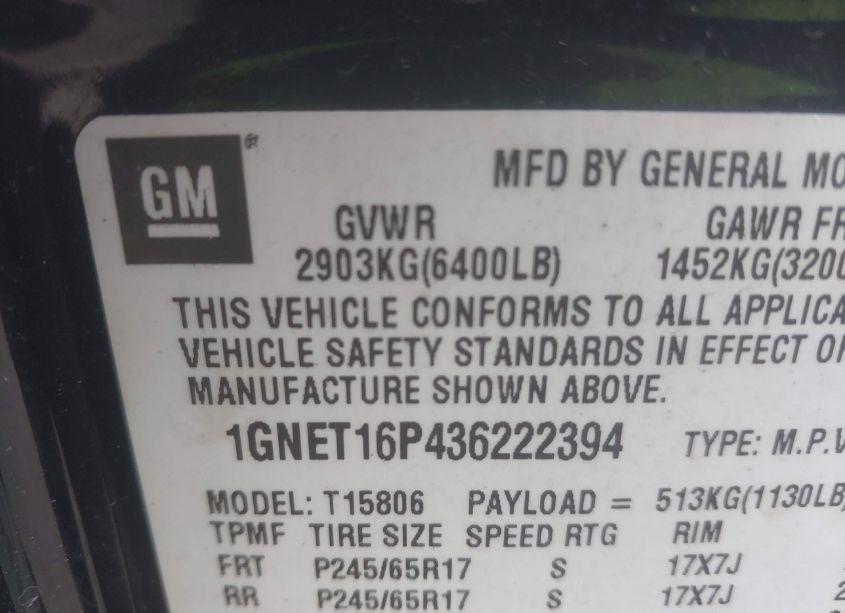 GM ®
MFD BY GENERAL MO
GVWR GAWR FR
2903KG(6400LB) 1452KG(3200
THIS VEHICLE CONFORMS TO ALL APPLICA
VEHICLE SAFETY STANDARDS IN EFFECT ON
MANUFACTURE SHOWN ABOVE.
1GNET16P436222394 TYPE: M.P.V
MODEL: T15806 PAYLOAD = 513KG(1130LB)
TPMF TIRE SIZE SPEED RTG RIM
FRT P245/65R17 S 17X7J
RR P245/65R17 S 17X7J 2